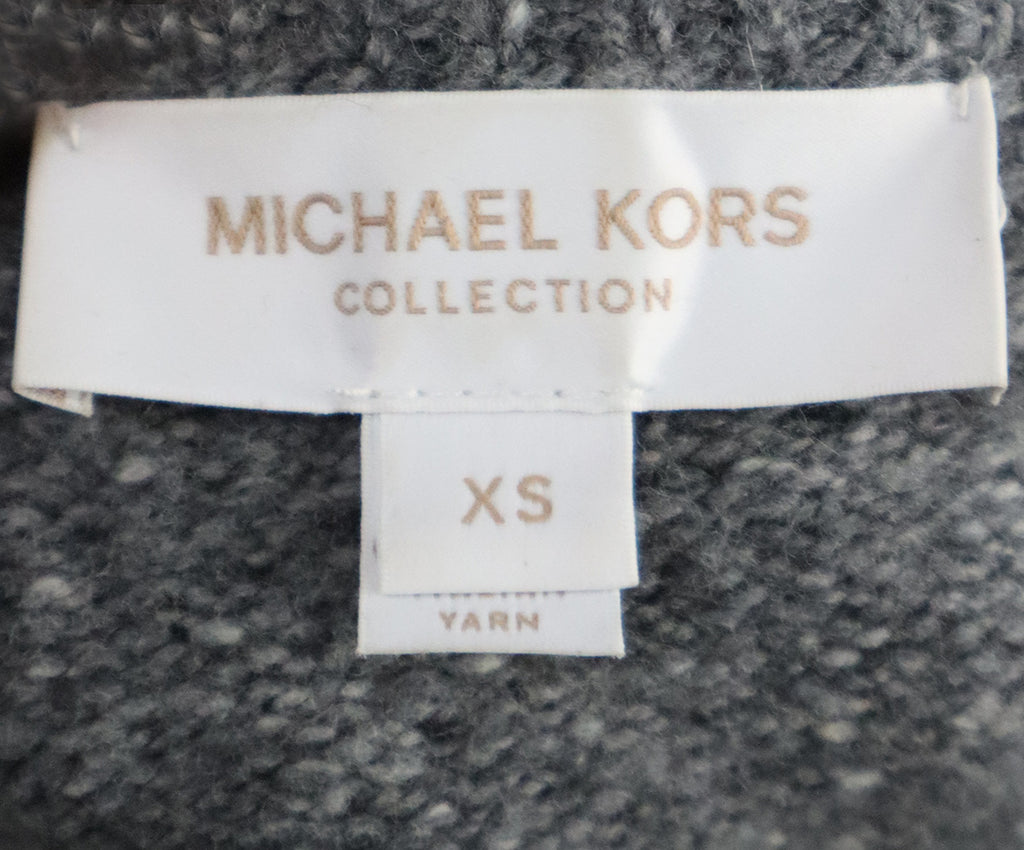 MICHAEL KORS
COLLECTION
XS
YARN